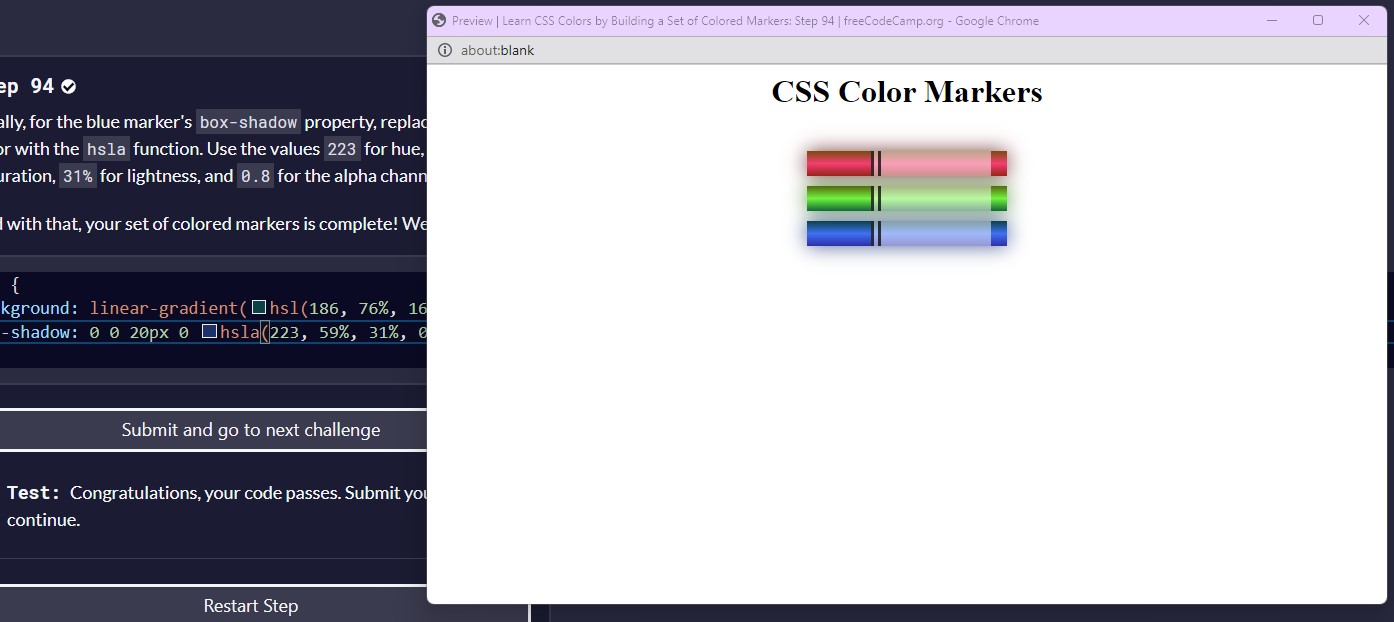 Preview | Learn CSS Colors by Building a Set of Colored Markers: Step 94 | freeCodeCamp.org - Google Chrome
about:blank
CSS Color Markers
ep 94
ally, for the blue marker's box-shadow property, replac
or with the hsla function. Use the values 223 for hue,
uration, 31% for lightness, and 0.8 for the alpha chann
d with that, your set of colored markers is complete! We
{
kground: linear-gradient(hsl(186, 76%, 16
-shadow: 0 0 20px 0 hsla(223, 59%, 31%, 0
Submit and go to next challenge
Test: Congratulations, your code passes. Submit you
continue.
Restart Step